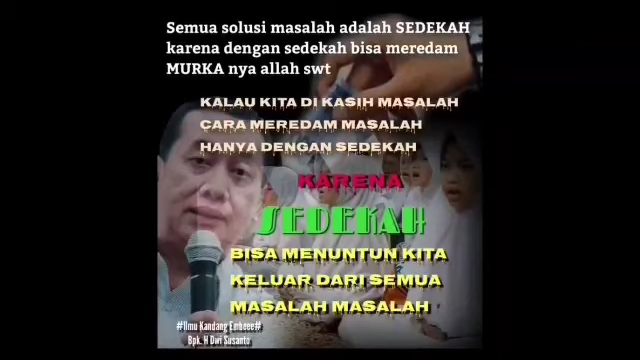 Semua solusi masalah adalah SEDEKAH
karena dengan sedekah bisa meredam
MURKA nya allah swt
KALAU KITA DI KASIH MASALAH
CARA MEREDAM MASALAH
HANYA DENGAN SEDEKAH
KARENA
SEDEKAH
BISA MENUNTUN KITA
KELUAR DARI SEMUA
MASALAH MASALAH
#Ilmu Kandang Embeee#
Bpk. H Dwi Susanto